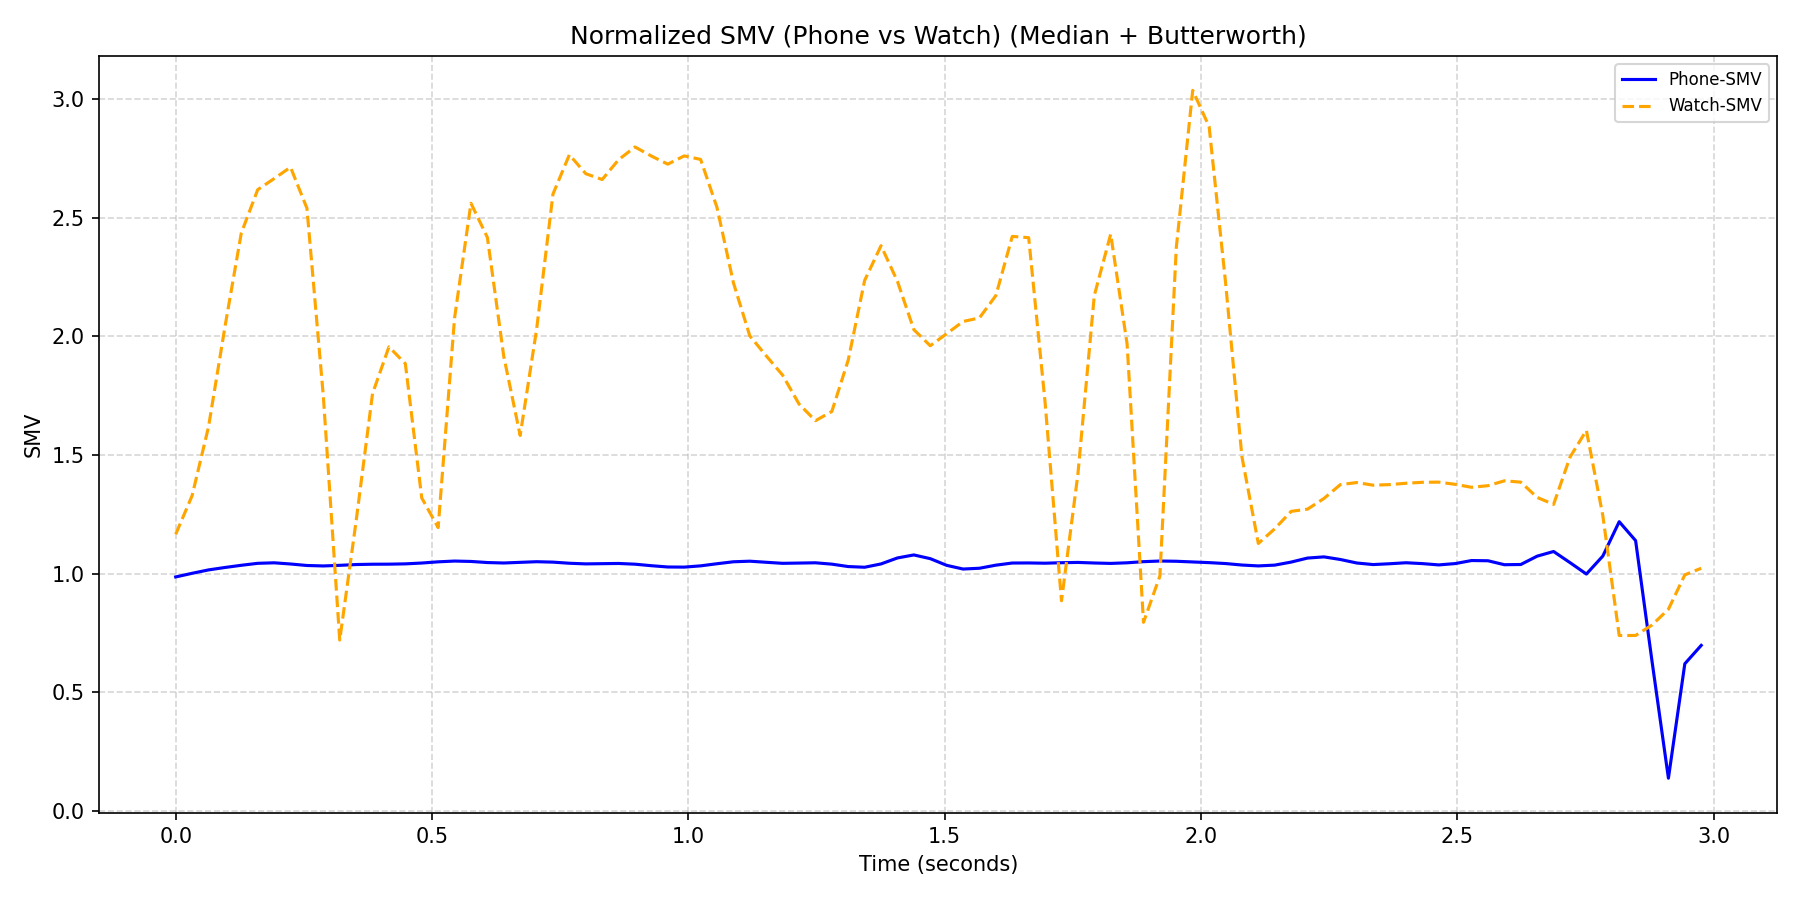 Normalized SMV (Phone vs Watch) (Median + Butterworth)
Phone-SMV
Watch-SMV
3.0
2.5
2.0
1.5
1.0
0.5
0.0
SMV
0.0 0.5 1.0 1.5 2.0 2.5 3.0
Time (seconds)